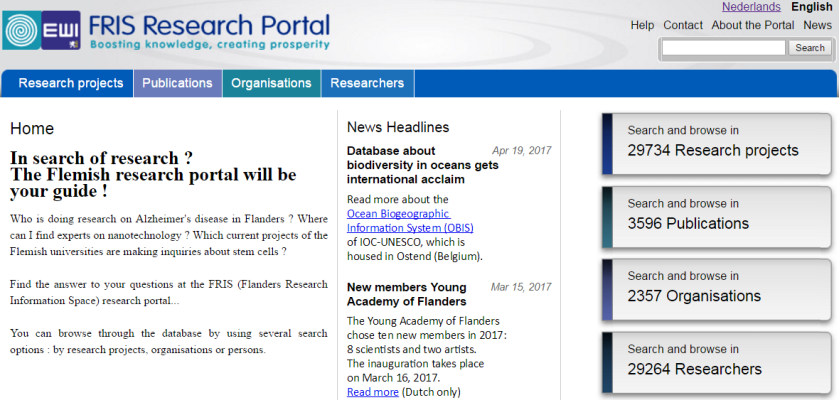 Nederlands English
EWI FRIS Research Portal
Boosting knowledge, creating prosperity
Help Contact About the Portal News
Search
Research projects Publications Organisations Researchers
Home
In search of research ?
The Flemish research portal will be
your guide !
Who is doing research on Alzheimer's disease in Flanders ? Where
can I find experts on nanotechnology ? Which current projects of the
Flemish universities are making inquiries about stem cells ?
Find the answer to your questions at the FRIS (Flanders Research
Information Space) research portal...
You can browse through the database by using several search
options : by research projects, organisations or persons.
News Headlines
Database about Apr 19, 2017
biodiversity in oceans gets
international acclaim
Read more about the
Ocean Biogeographic
Information System (OBIS)
of IOC-UNESCO, which is
housed in Ostend (Belgium).
New members Young Mar 15, 2017
Academy of Flanders
The Young Academy of Flanders
chose ten new members in 2017:
8 scientists and two artists.
The inauguration takes place
on March 16, 2017.
Read more (Dutch only)
Search and browse in
29734 Research projects
Search and browse in
3596 Publications
Search and browse in
2357 Organisations
Search and browse in
29264 Researchers